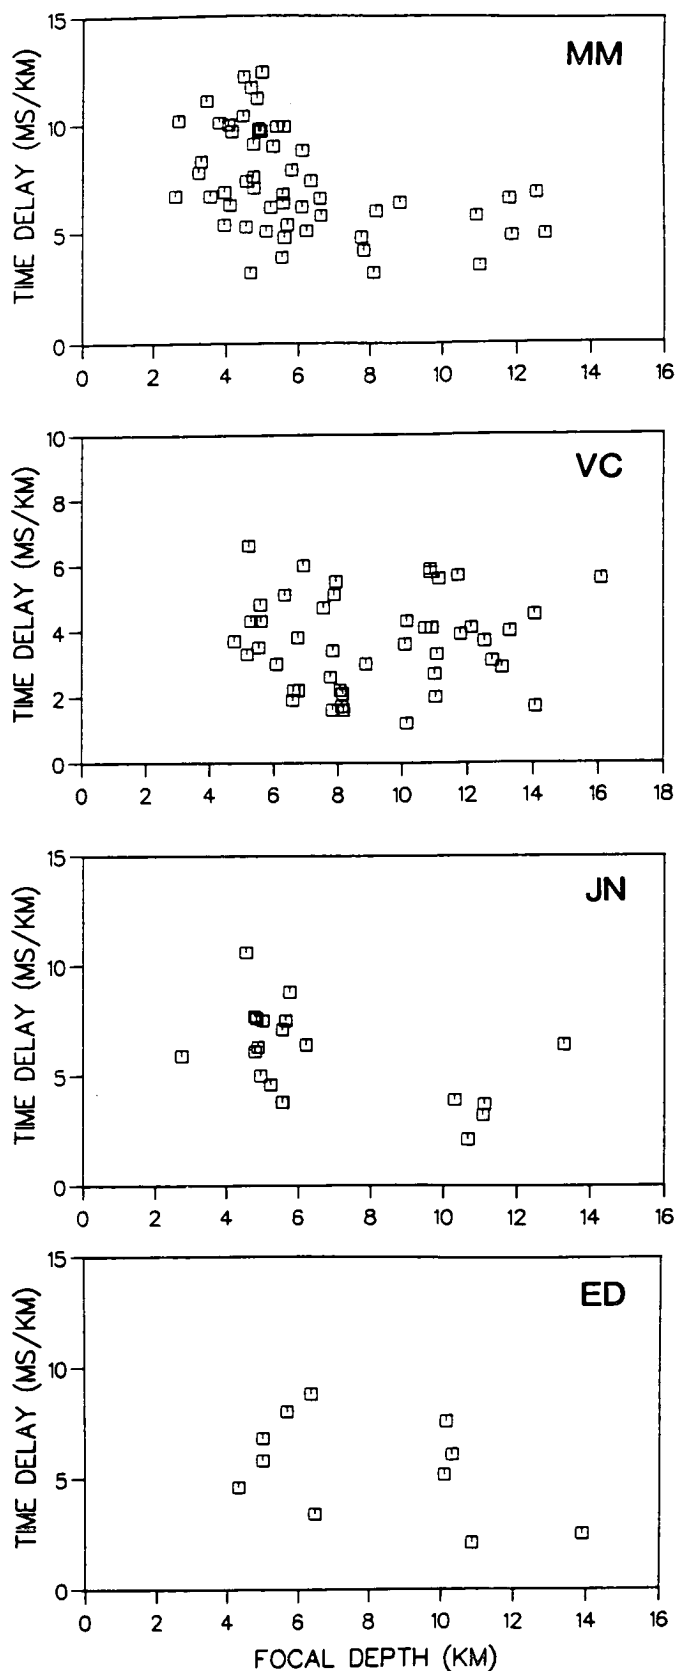 MM
TIME DELAY (MS/KM)
15
10
5
0
0 2 4 6 8 10 12 14 16
VC
TIME DELAY (MS/KM)
10
8
6
4
2
0
0 2 4 6 8 10 12 14 16 18
JN
TIME DELAY (MS/KM)
15
10
5
0
0 2 4 6 8 10 12 14 16
ED
TIME DELAY (MS/KM)
15
10
5
0
0 2 4 6 8 10 12 14 16
FOCAL DEPTH (KM)